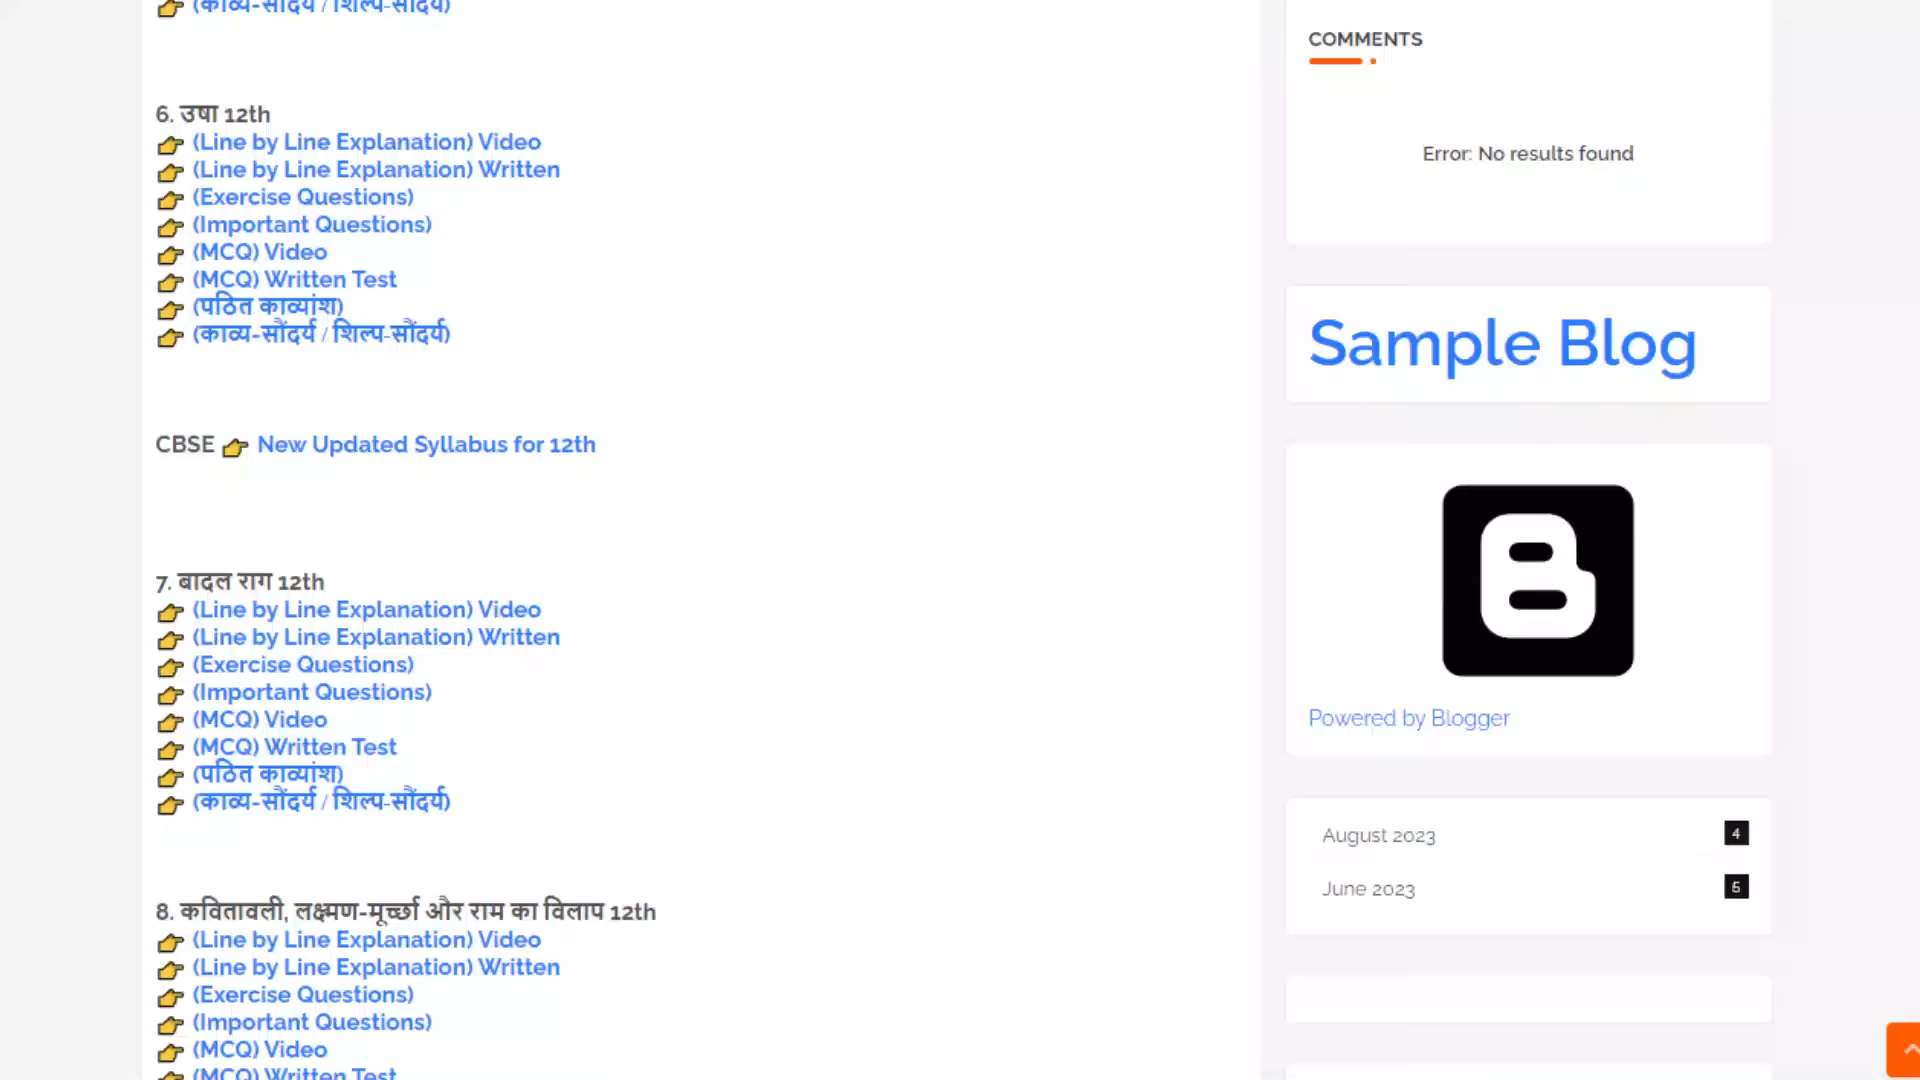 (काव्य-सौंदर्य / शिल्प-सौंदर्य)
6. उषा 12th
(Line by Line Explanation) Video
(Line by Line Explanation) Written
(Exercise Questions)
(Important Questions)
(MCQ) Video
(MCQ) Written Test
(पठित काव्यांश)
(काव्य-सौंदर्य / शिल्प-सौंदर्य)
CBSE 👉 New Updated Syllabus for 12th
7. बादल राग 12th
(Line by Line Explanation) Video
(Line by Line Explanation) Written
(Exercise Questions)
(Important Questions)
(MCQ) Video
(MCQ) Written Test
(पठित काव्यांश)
(काव्य-सौंदर्य / शिल्प-सौंदर्य)
8. कवितावली, लक्ष्मण-मूर्च्छा और राम का विलाप 12th
(Line by Line Explanation) Video
(Line by Line Explanation) Written
(Exercise Questions)
(Important Questions)
(MCQ) Video
(MCQ) Written Test
COMMENTS
Error: No results found
Sample Blog
Powered by Blogger
August 2023 4
June 2023 5